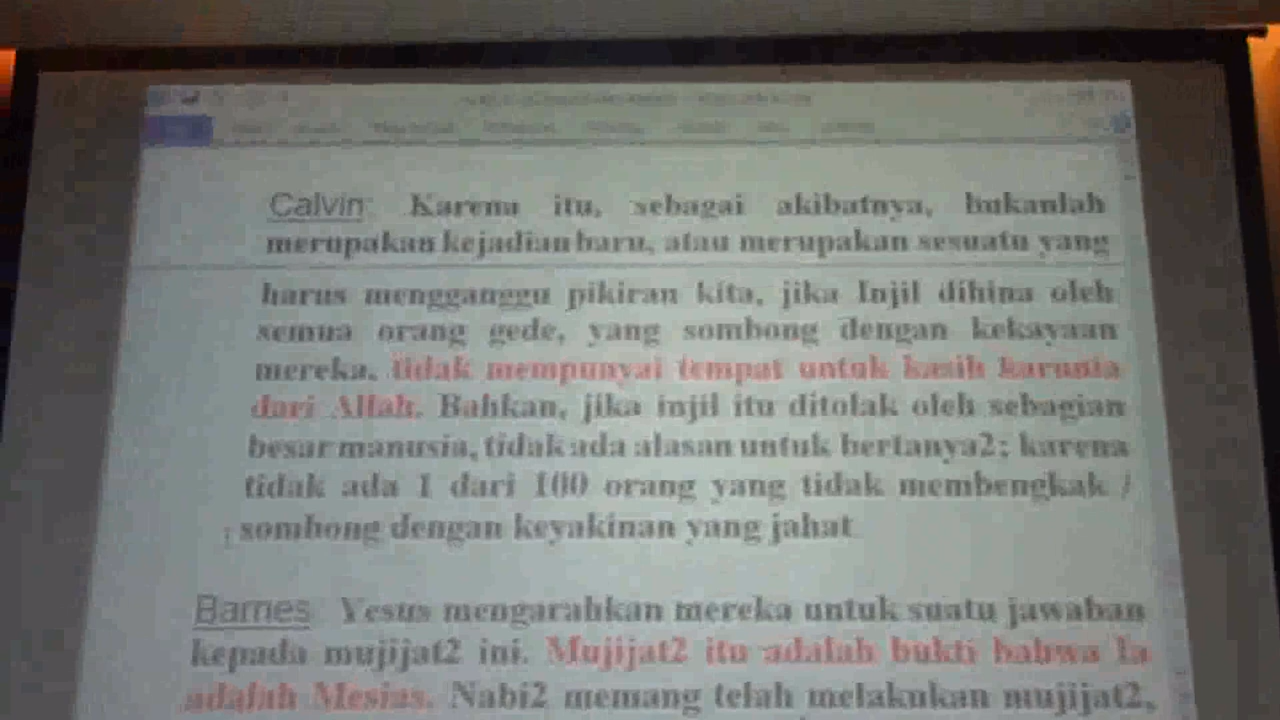 Calvin: Karena itu, sebagai akibatnya, bukanlah
merupakan kejadian baru, atau merupakan sesuatu yang
harus mengganggu pikiran kita, jika Injil dihina oleh
semua orang gede, yang sombong dengan kekayaan
mereka, tidak mempunyai tempat untuk kasih karunia
dari Allah. Bahkan, jika injil itu ditolak oleh sebagian
besar manusia, tidak ada alasan untuk bertanya2; karena
tidak ada 1 dari 100 orang yang tidak membengkak /
sombong dengan keyakinan yang jahat
Barnes Yesus mengarahkan mereka untuk suatu jawaban
kepada mujijat2 ini. Mujijat2 itu adalah bukti bahwa Ia
adalah Mesias. Nabi2 memang telah melakukan mujijat2,